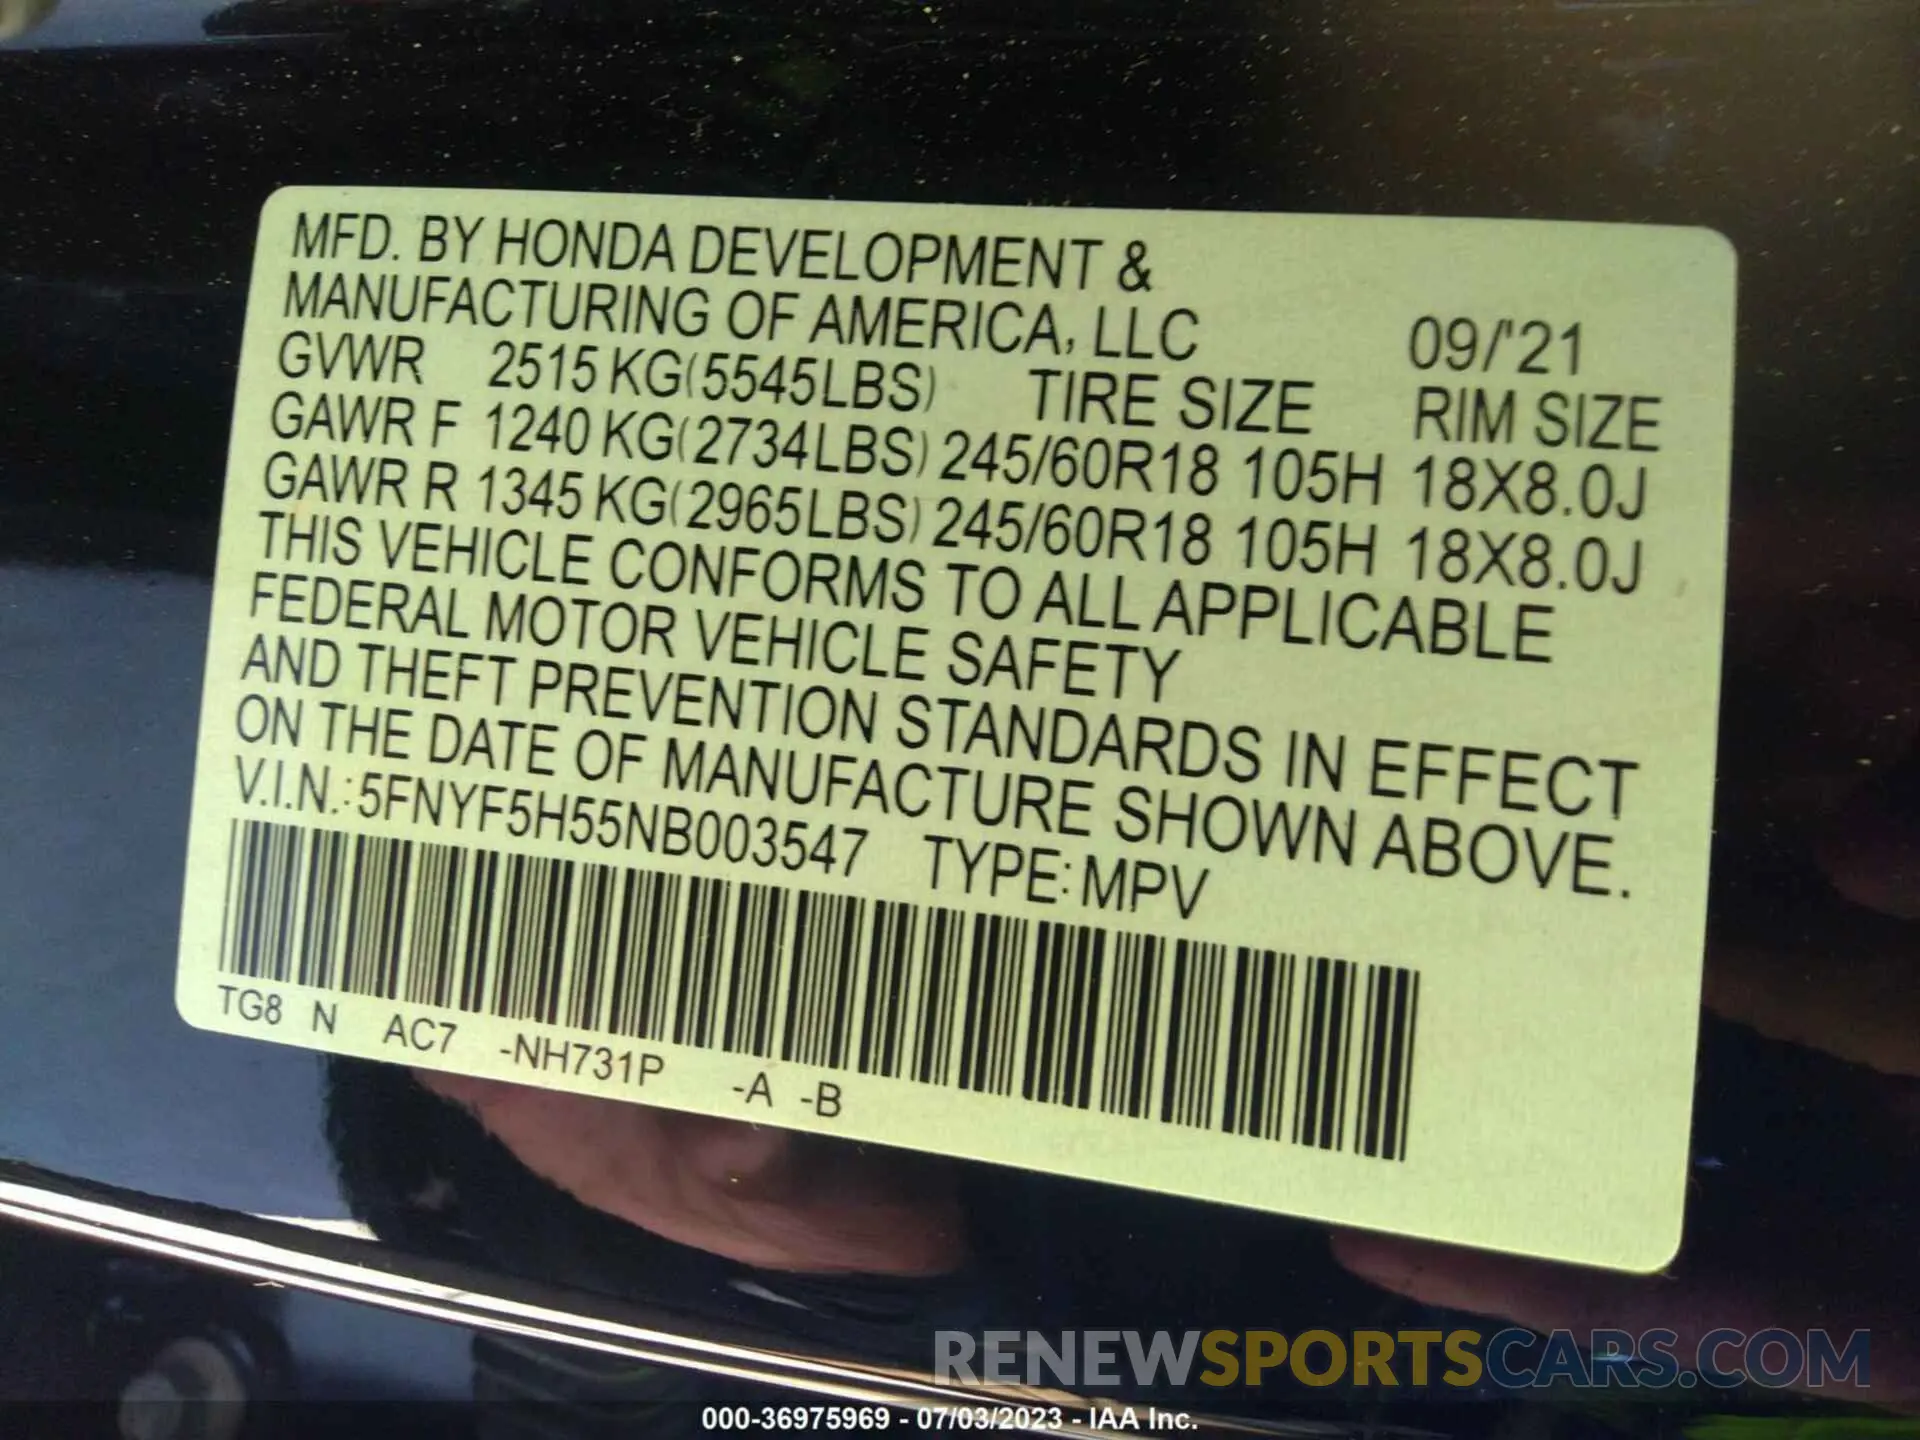 MFD. BY HONDA DEVELOPMENT &
MANUFACTURING OF AMERICA, LLC 09/'21
GVWR 2515 KG(5545LBS) TIRE SIZE RIM SIZE
GAWR F 1240 KG(2734LBS) 245/60R18 105H 18X8.0J
GAWR R 1345 KG(2965LBS) 245/60R18 105H 18X8.0J
THIS VEHICLE CONFORMS TO ALL APPLICABLE
FEDERAL MOTOR VEHICLE SAFETY
AND THEFT PREVENTION STANDARDS IN EFFECT
ON THE DATE OF MANUFACTURE SHOWN ABOVE.
V.I.N.: 5FNYF5H55NB003547 TYPE: MPV
TG8 N AC7 -NH731P -A -B
RENEWSPORTSCARS.COM
000-36975969 - 07/03/2023 - IAA Inc.